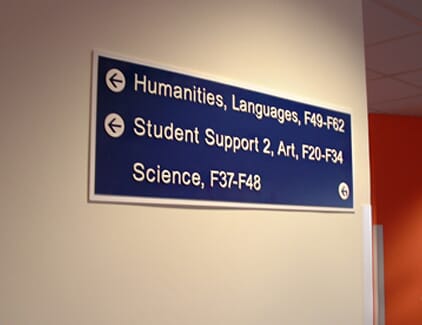 Humanities, Languages, F49-F62
Student Support 2, Art, F20-F34
Science, F37-F48